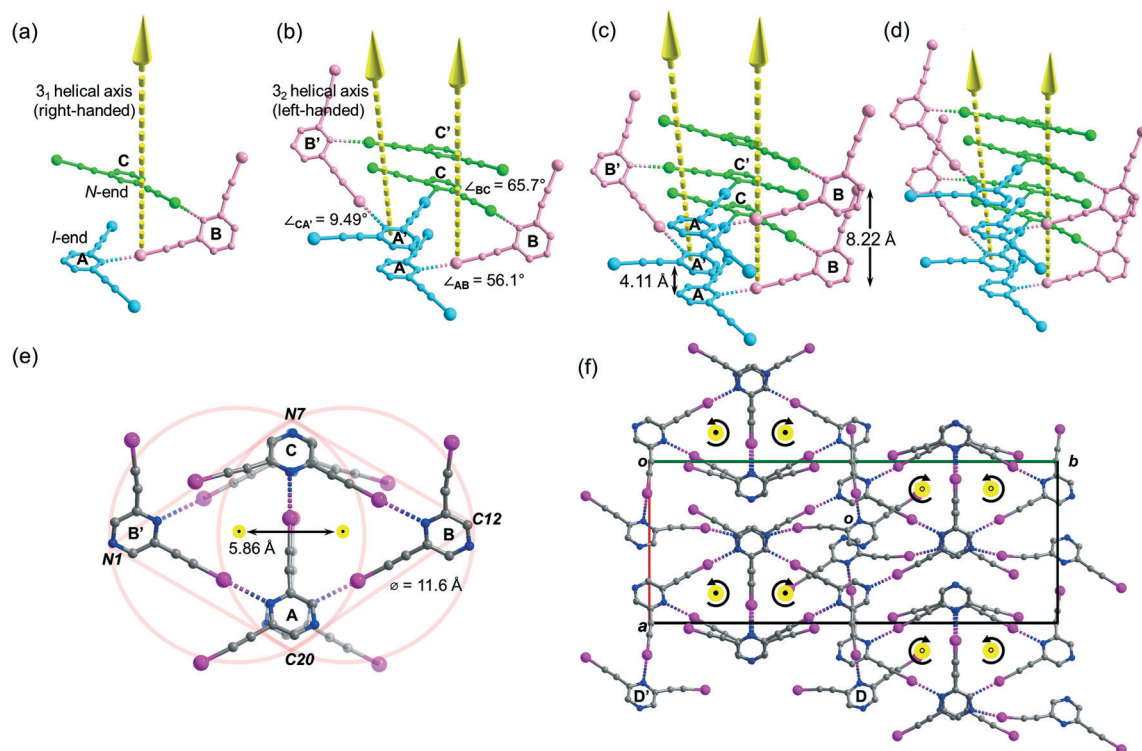 (a)
3₁ helical axis
(right-handed)
C
N-end
I-end
A
B
(b)
3₂ helical axis
(left-handed)
B'
C'
C
∠BC = 65.7°
∠CA' = 9.49°
A'
B
A
∠AB = 56.1°
(c)
B'
C'
C
B
A
8.22 Å
A'
B
4.11 Å
A
(d)
(e)
N7
C
B'
B
C12
N1
5.86 Å
⌀ = 11.6 Å
A
C20
(f)
o
b
o
a
D'
D